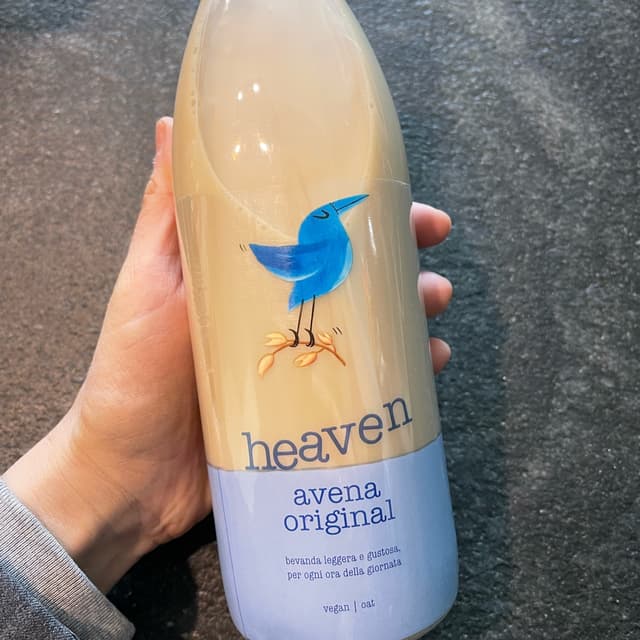 heaven
avena
original
bevanda leggera e gustosa,
per ogni ora della giornata
vegan | oat